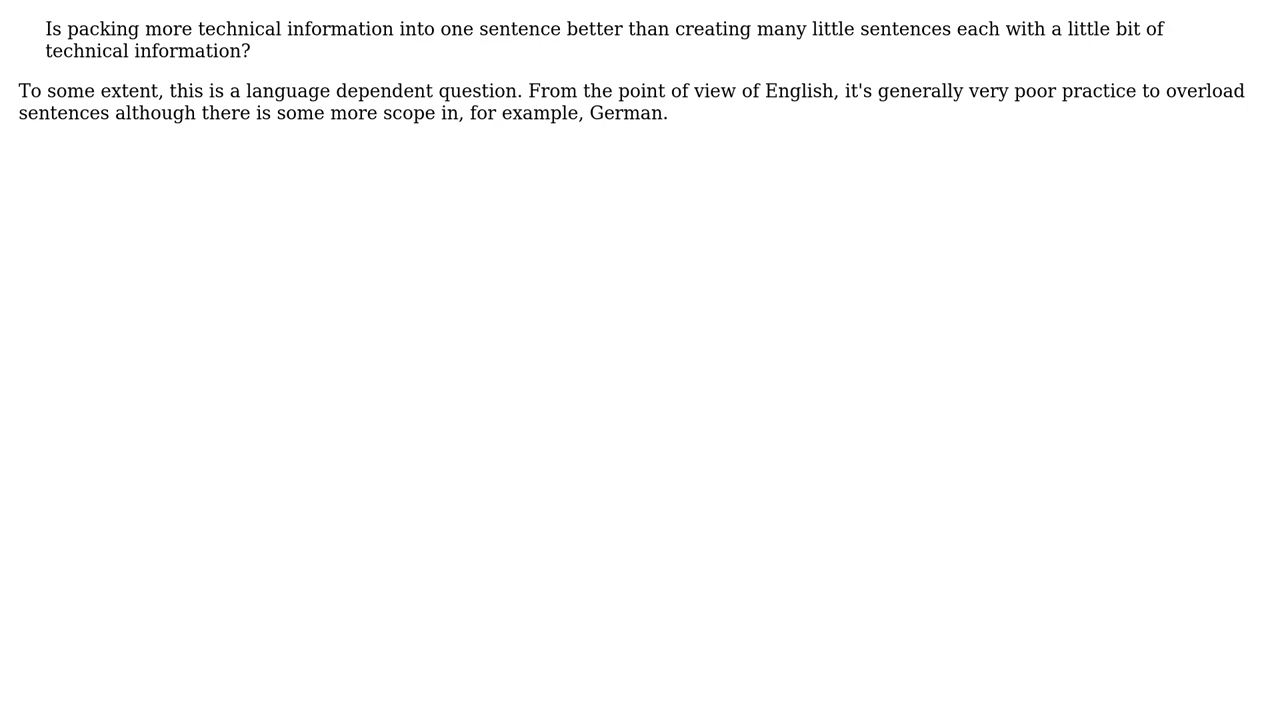 Is packing more technical information into one sentence better than creating many little sentences each with a little bit of
technical information?
To some extent, this is a language dependent question. From the point of view of English, it's generally very poor practice to overload
sentences although there is some more scope in, for example, German.